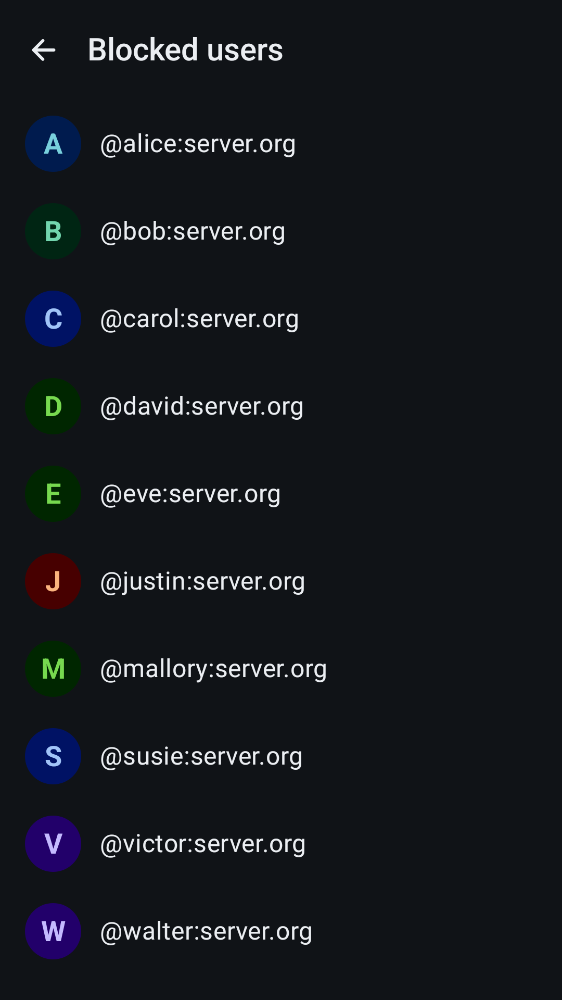 Blocked users
A @alice:server.org
B @bob:server.org
C @carol:server.org
D @david:server.org
E @eve:server.org
J @justin:server.org
M @mallory:server.org
S @susie:server.org
V @victor:server.org
W @walter:server.org